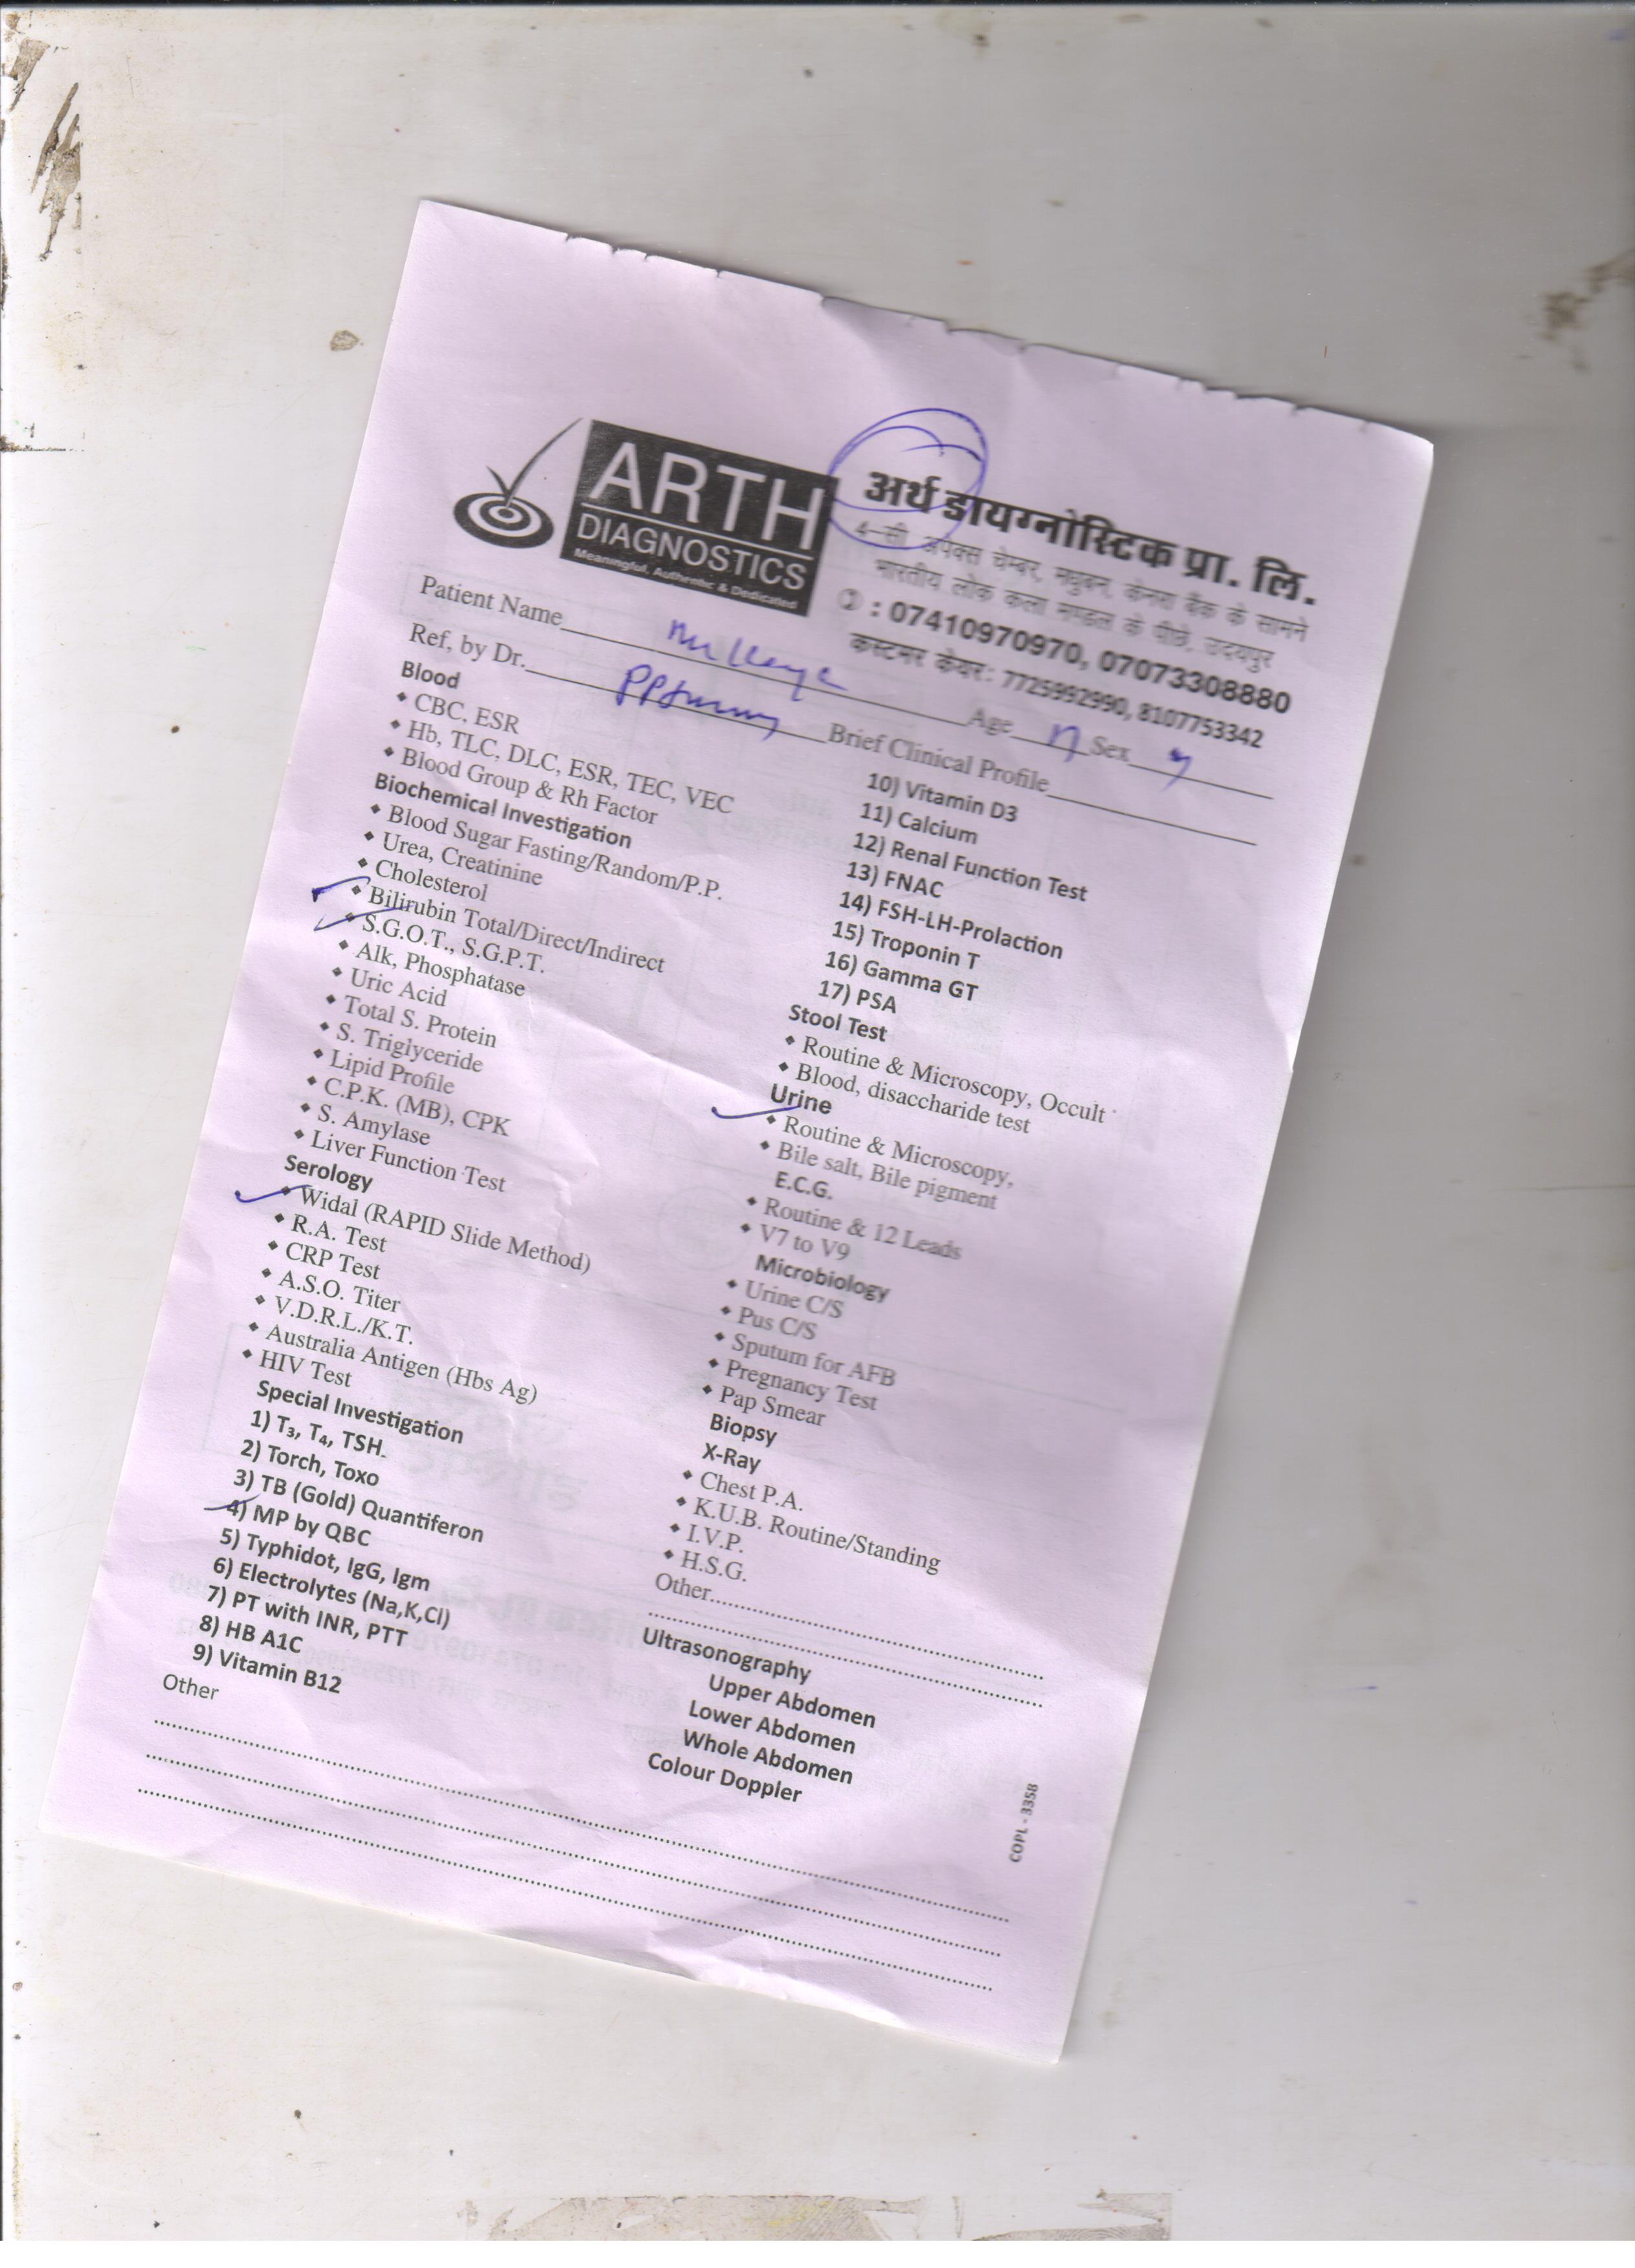 ARTH
DIAGNOSTICS
Meaningful, Authentic & Dedicated
अर्थ डायग्नोस्टिक प्रा. लि.
4-सी अपेक्स चेम्बर, मधुबन, केनरा बैंक के सामने
भारतीय लोक कला मण्डल के पीछे, उदयपुर
: 07410970970, 07073308880
कस्टमर केयर: 7725992990, 8107753342
Patient Name Age Sex
Ref, by Dr. Brief Clinical Profile
Blood
CBC, ESR
Hb, TLC, DLC, ESR, TEC, VEC
Blood Group & Rh Factor
Biochemical Investigation
Blood Sugar Fasting/Random/P.P.
Urea, Creatinine
Cholesterol
Bilirubin Total/Direct/Indirect
S.G.O.T., S.G.P.T.
Alk, Phosphatase
Uric Acid
Total S. Protein
S. Triglyceride
Lipid Profile
C.P.K. (MB), CPK
S. Amylase
Liver Function Test
Serology
Widal (RAPID Slide Method)
R.A. Test
CRP Test
A.S.O. Titer
V.D.R.L./K.T.
Australia Antigen (Hbs Ag)
HIV Test
Special Investigation
1) T₃, T₄, TSH
2) Torch, Toxo
3) TB (Gold) Quantiferon
4) MP by QBC
5) Typhidot, IgG, Igm
6) Electrolytes (Na,K,Cl)
7) PT with INR, PTT
8) HB A1C
9) Vitamin B12
Other
10) Vitamin D3
11) Calcium
12) Renal Function Test
13) FNAC
14) FSH-LH-Prolaction
15) Troponin T
16) Gamma GT
17) PSA
Stool Test
Routine & Microscopy, Occult
Blood, disaccharide test
Urine
Routine & Microscopy,
Bile salt, Bile pigment
E.C.G.
Routine & 12 Leads
V7 to V9
Microbiology
Urine C/S
Pus C/S
Sputum for AFB
Pregnancy Test
Pap Smear
Biopsy
X-Ray
Chest P.A.
K.U.B. Routine/Standing
I.V.P.
H.S.G.
Other
Ultrasonography
Upper Abdomen
Lower Abdomen
Whole Abdomen
Colour Doppler
COPL - 3358